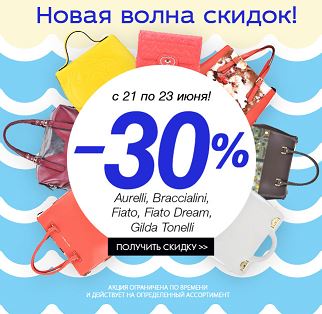 Новая волна скидок!
с 21 по 23 июня!
-30%
Aurelli, Braccialini,
Fiato, Fiato Dream,
Gilda Tonelli
ПОЛУЧИТЬ СКИДКУ >>
АКЦИЯ ОГРАНИЧЕНА ПО ВРЕМЕНИ
И ДЕЙСТВУЕТ НА ОПРЕДЕЛЕННЫЙ АССОРТИМЕНТ